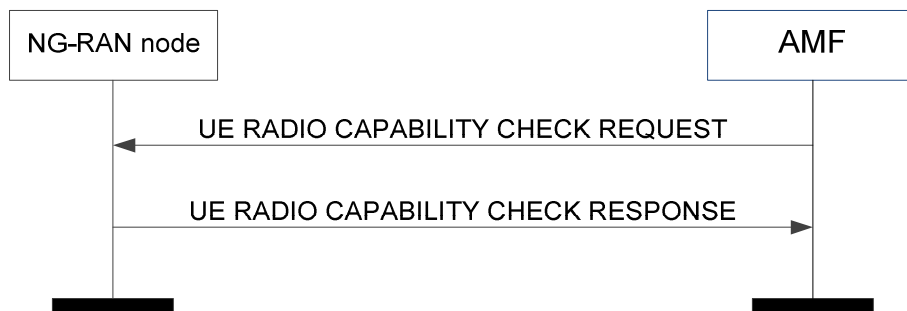 NG-RAN node
AMF
UE RADIO CAPABILITY CHECK REQUEST
UE RADIO CAPABILITY CHECK RESPONSE